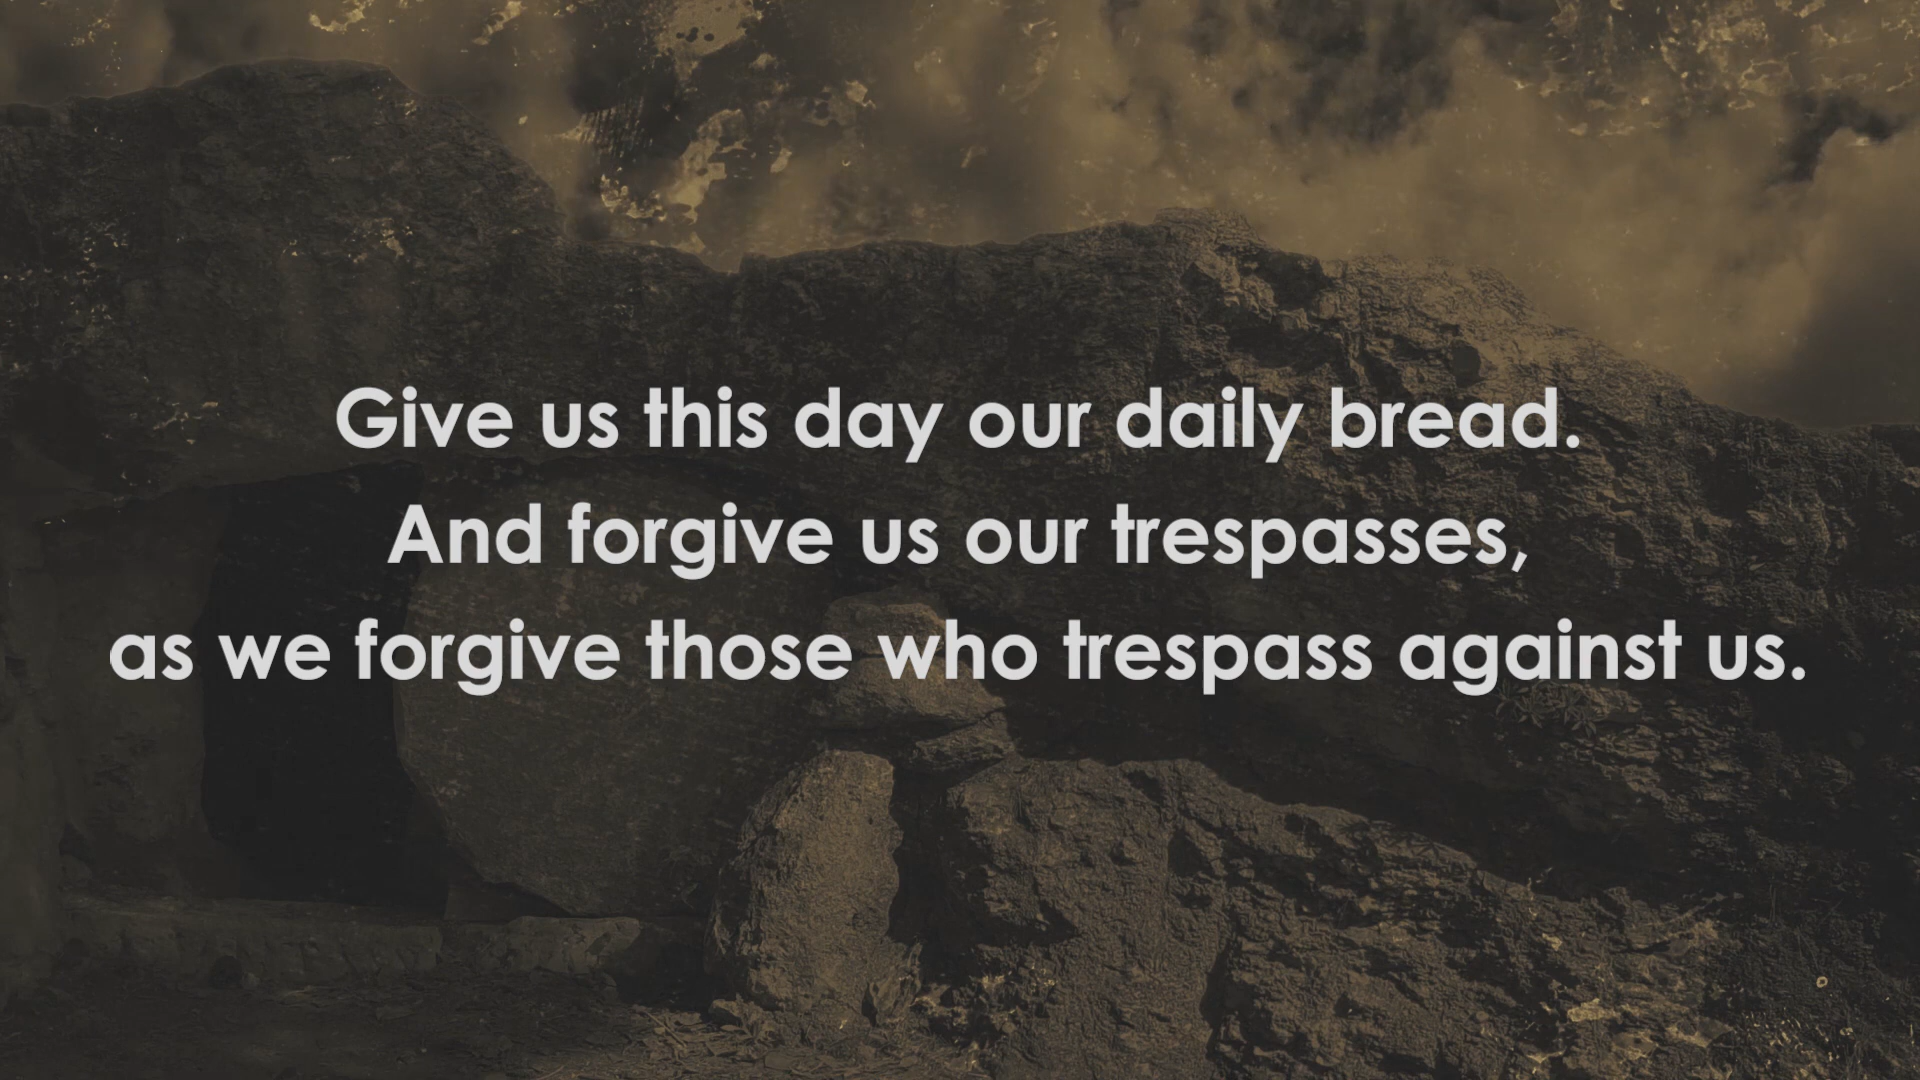 Give us this day our daily bread.
And forgive us our trespasses,
as we forgive those who trespass against us.